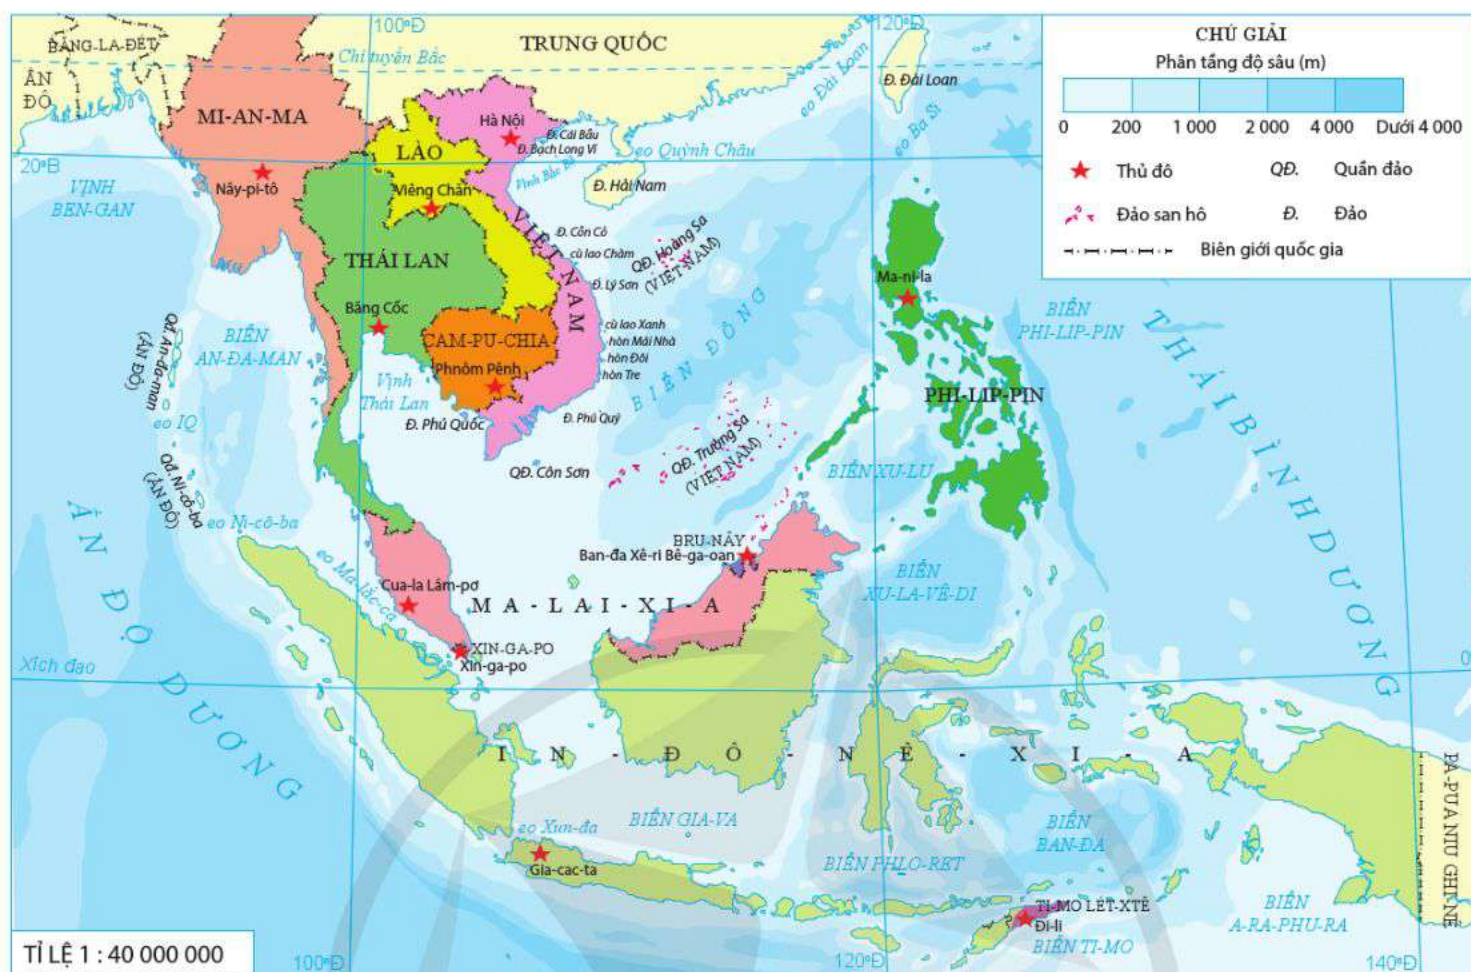 100°Đ
120°Đ
BĂNG-LA-ĐÉT
TRUNG QUỐC
Chí tuyến Bắc
ẤN
ĐỘ
MI-AN-MA
Hà Nội
Đ. Cái Bầu
Đ. Bạch Long Vĩ
Vịnh Bắc Bộ
eo Đài Loan
Đ. Đài Loan
eo Ba Si
eo Quỳnh Châu
20°B
LÀO
VỊNH
BEN-GAN
Nây-pi-tô
Viêng Chăn
Đ. Hải Nam
VIỆT NAM
Đ. Cồn Cỏ
cù lao Chàm
QĐ. Hoàng Sa
(VIỆT NAM)
THÁI LAN
Đ. Lý Sơn
Ma-ni-la
Băng Cốc
BIỂN
AN-ĐA-MAN
QĐ. An-đa-man
(ẤN ĐỘ)
CAM-PU-CHIA
cù lao Xanh
hòn Mái Nhà
hòn Đôi
hòn Tre
BIỂN ĐÔNG
BIỂN
PHI-LIP-PIN
THÁI BÌNH DƯƠNG
Phnôm Pênh
Vịnh
Thái Lan
PHI-LIP-PIN
eo IQ
Đ. Phú Quốc
Đ. Phú Quý
QĐ. Ni-cô-ba
(ẤN ĐỘ)
QĐ. Côn Sơn
QĐ. Trường Sa
(VIỆT NAM)
BIỂN XU-LU
eo Ni-cô-ba
ẤN ĐỘ DƯƠNG
BRU-NÂY
Ban-đa Xê-ri Bê-ga-oan
eo Ma-lắc-ca
Cua-la Lăm-pơ
MA-LAI-XI-A
BIỂN
XU-LA-VÊ-DI
XIN-GA-PO
Xin-ga-po
Xích đạo
0°
IN-ĐÔ-NÊ-XI-A
PA-PUA NIU GHI-NÊ
eo Xun-đa
BIỂN GIA-VA
BIỂN
BAN-ĐA
Gia-cac-ta
BIỂN PHLO-RET
TI-MO LÉT-XTÊ
Đi-li
BIỂN TI-MO
BIỂN
A-RA-PHU-RA
TỈ LỆ 1 : 40 000 000
100°Đ
120°Đ
140°Đ
CHÚ GIẢI
Phân tầng độ sâu (m)
0 200 1 000 2 000 4 000 Dưới 4 000
Thủ đô
QĐ. Quần đảo
Đảo san hô
Đ. Đảo
Biên giới quốc gia